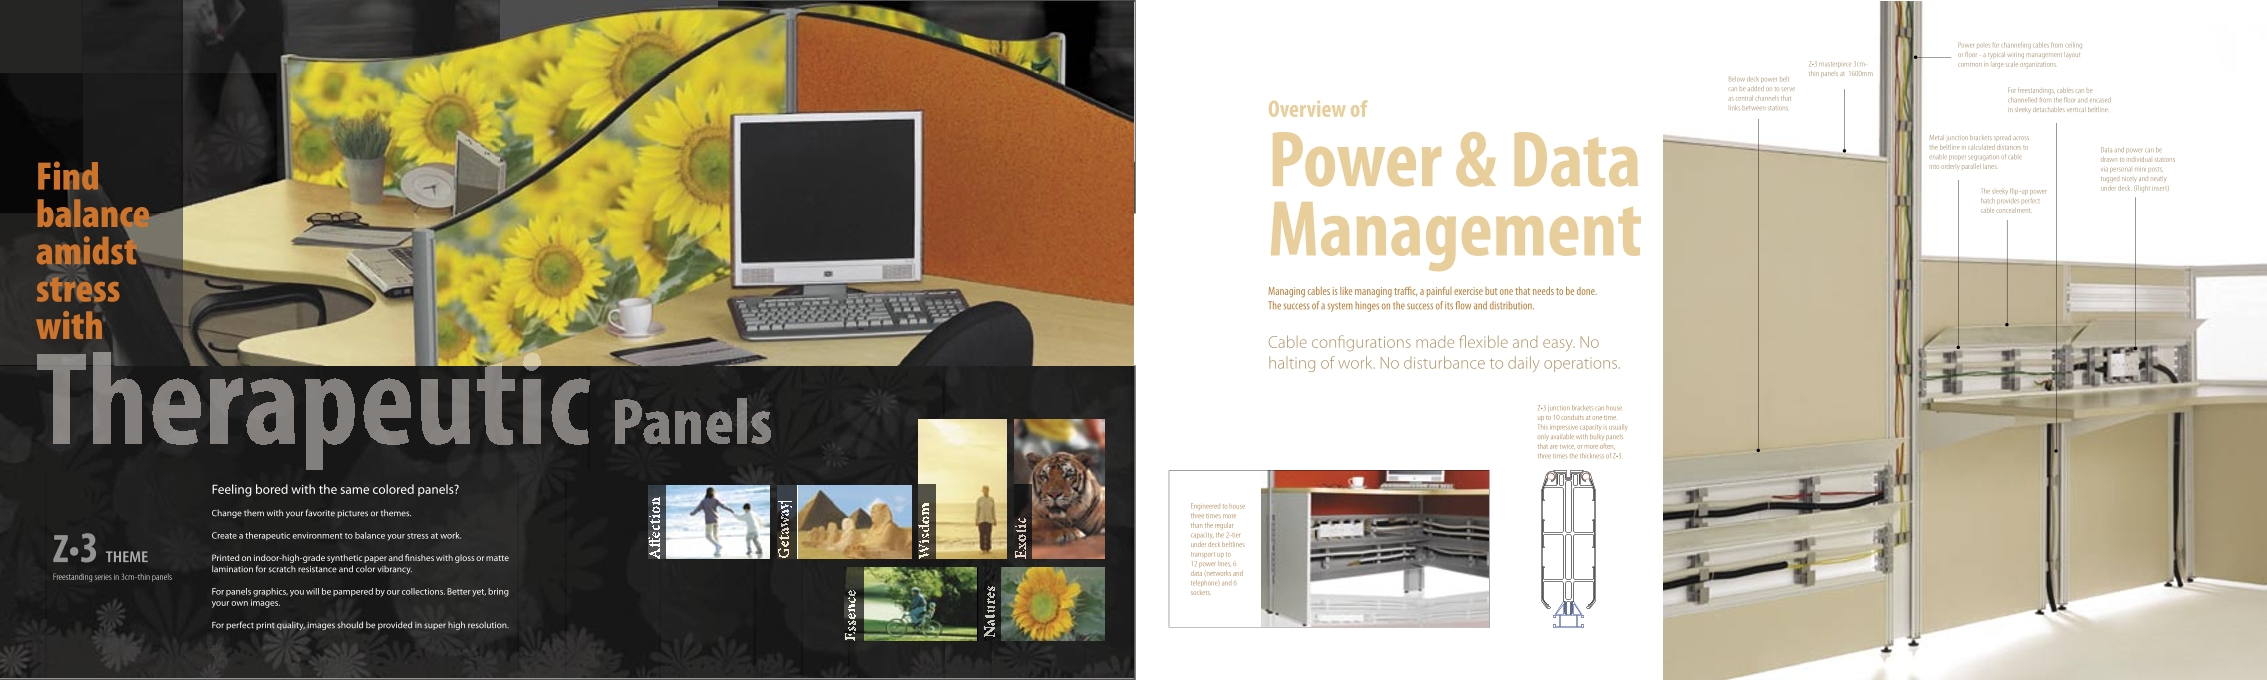 Find
balance
amidst
stress
with
Therapeutic Panels
Z•3 THEME
Freestanding series in 3cm-thin panels
Feeling bored with the same colored panels?
Change them with your favorite pictures or themes.
Create a therapeutic environment to balance your stress at work.
Printed on indoor-high-grade synthetic paper and finishes with gloss or matte
lamination for scratch resistance and color vibrancy.
For panels graphics, you will be pampered by our collections. Better yet, bring
your own images.
For perfect print quality, images should be provided in super high resolution.
Affection
Getaway
Wisdom
Exotic
Essence
Natures
Overview of
Power & Data
Management
Managing cables is like managing traffic, a painful exercise but one that needs to be done.
The success of a system hinges on the success of its flow and distribution.
Cable configurations made flexible and easy. No
halting of work. No disturbance to daily operations.
Z•3 junction brackets can house
up to 10 conduits at one time.
This impressive capacity is usually
only available with bulky panels
that are twice, or more often,
three times the thickness of Z•3.
Engineered to house
three times more
than the regular
capacity, the 2-tier
under deck beltlines
transport up to
12 power lines, 6
data (networks and
telephone) and 6
sockets.
Below deck power belt
can be added on to serve
as central channels that
links between stations.
Z•3 masterpiece 3cm-
thin panels at 1600mm
Power poles for channeling cables from ceiling
or floor - a typical wiring management layout
common in large scale organizations.
For freestandings, cables can be
channelled from the floor and encased
in sleeky detachables vertical beltline.
Metal junction brackets spread across
the beltline in calculated distances to
enable proper segregation of cable
into orderly parallel lanes.
The sleeky flip-up power
hatch provides perfect
cable concealment.
Data and power can be
drawn to individual stations
via personal mini posts,
tugged nicely and neatly
under deck. (Right insert)